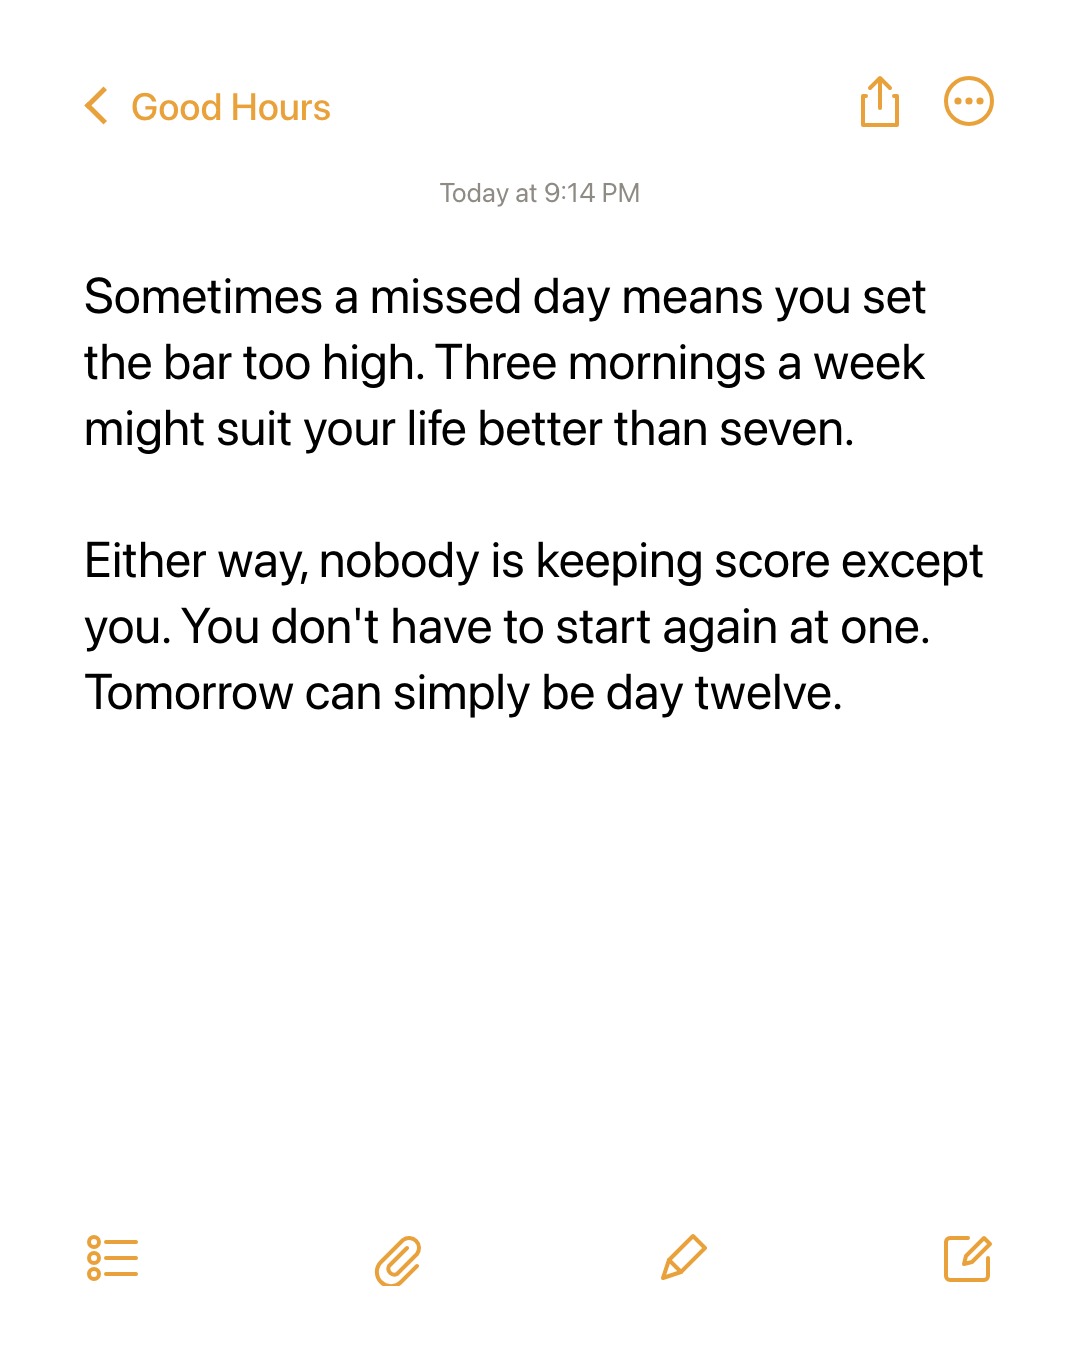 Good Hours
Today at 9:14 PM
Sometimes a missed day means you set
the bar too high. Three mornings a week
might suit your life better than seven.
Either way, nobody is keeping score except
you. You don't have to start again at one.
Tomorrow can simply be day twelve.